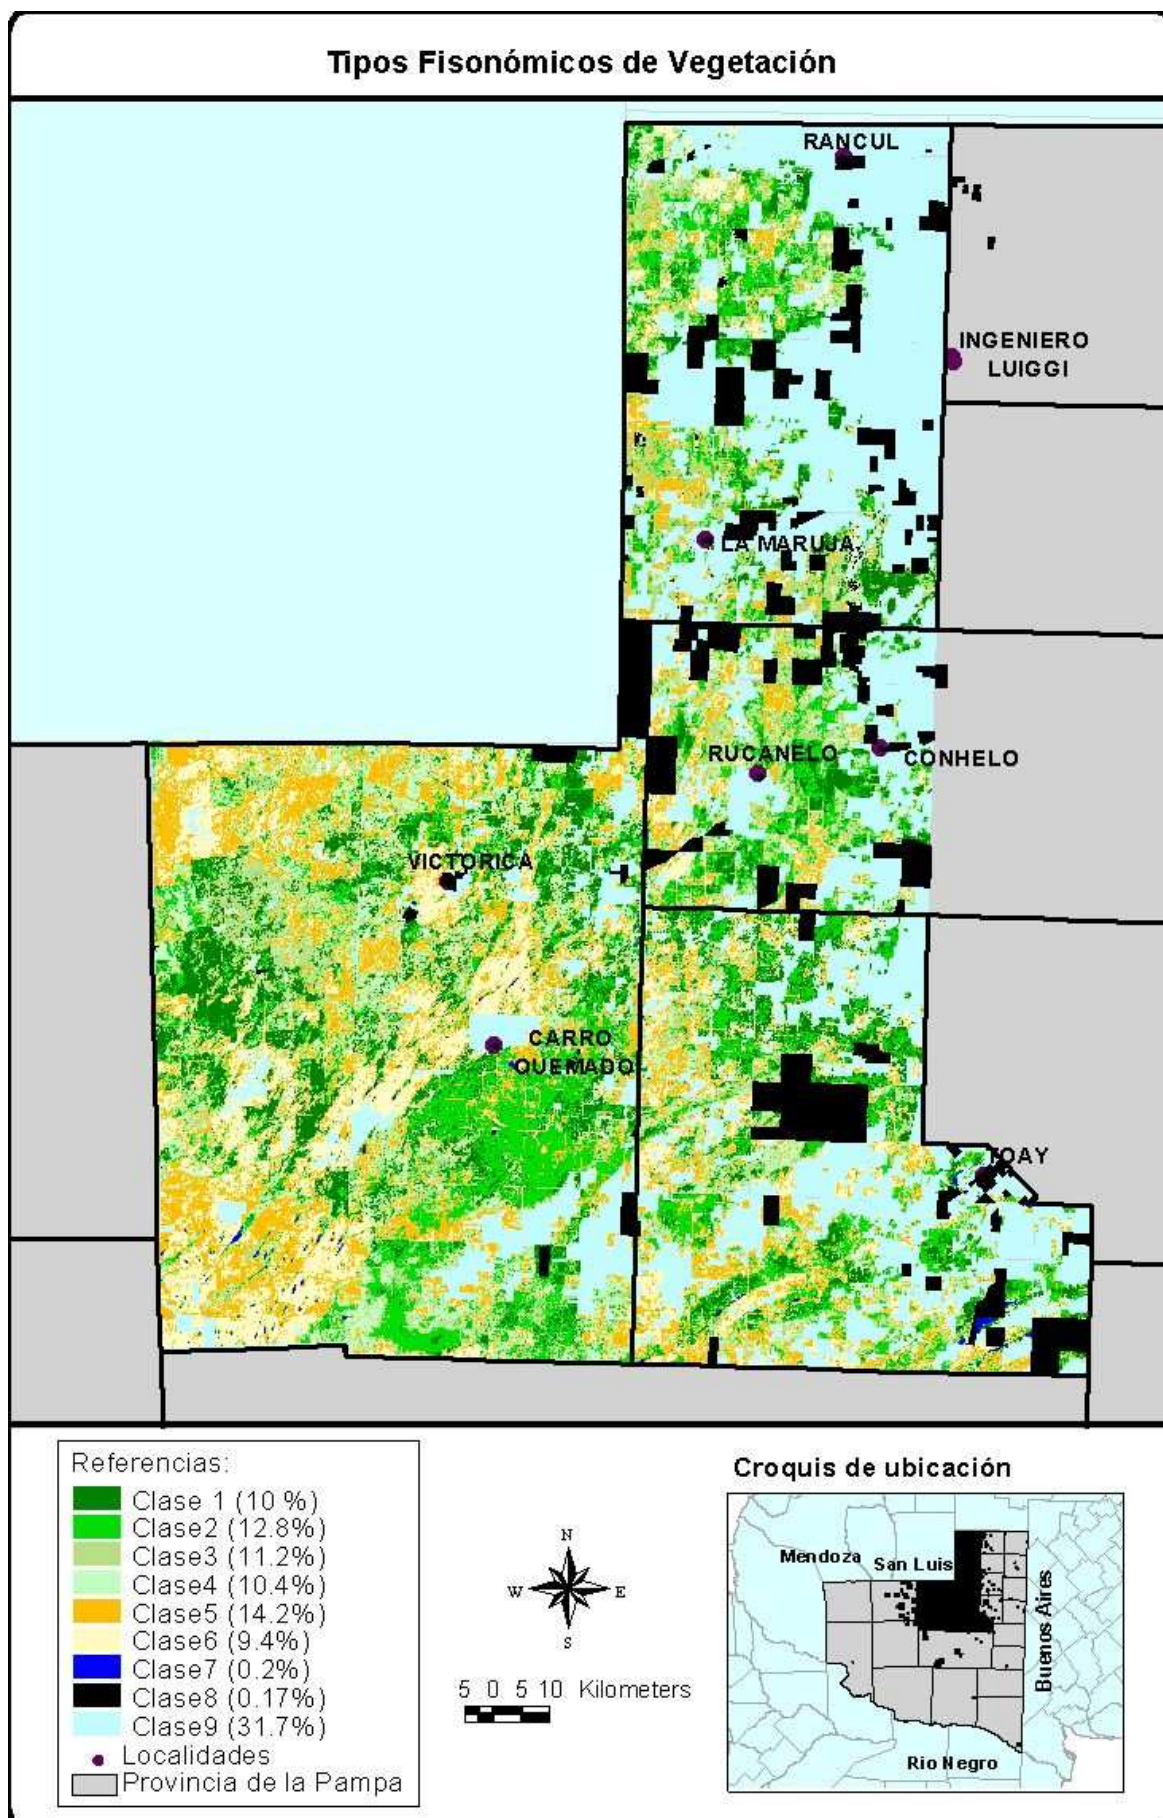 Tipos Fisonómicos de Vegetación
RANCUL
INGENIERO
LUIGGI
LA MARUJA
RUCANELO
CONHELO
VICTORICA
CARRO
QUEMADO
TOAY
Referencias:
Clase 1 (10 %)
Clase2 (12.8%)
Clase3 (11.2%)
Clase4 (10.4%)
Clase5 (14.2%)
Clase6 (9.4%)
Clase7 (0.2%)
Clase8 (0.17%)
Clase9 (31.7%)
Localidades
Provincia de la Pampa
N
W
E
S
5 0 5 10 Kilometers
Croquis de ubicación
Mendoza
San Luis
Buenos Aires
Rio Negro